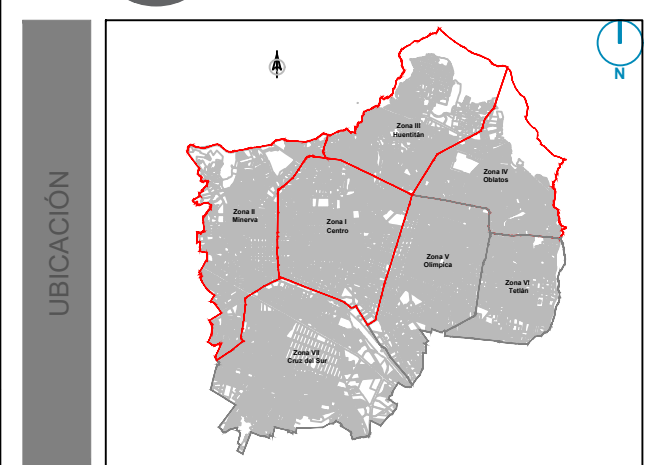 UBICACIÓN
N
Zona III
Huentitán
Zona IV
Oblatos
Zona II
Minerva
Zona I
Centro
Zona V
Olímpica
Zona VI
Tetlán
Zona VII
Cruz del Sur